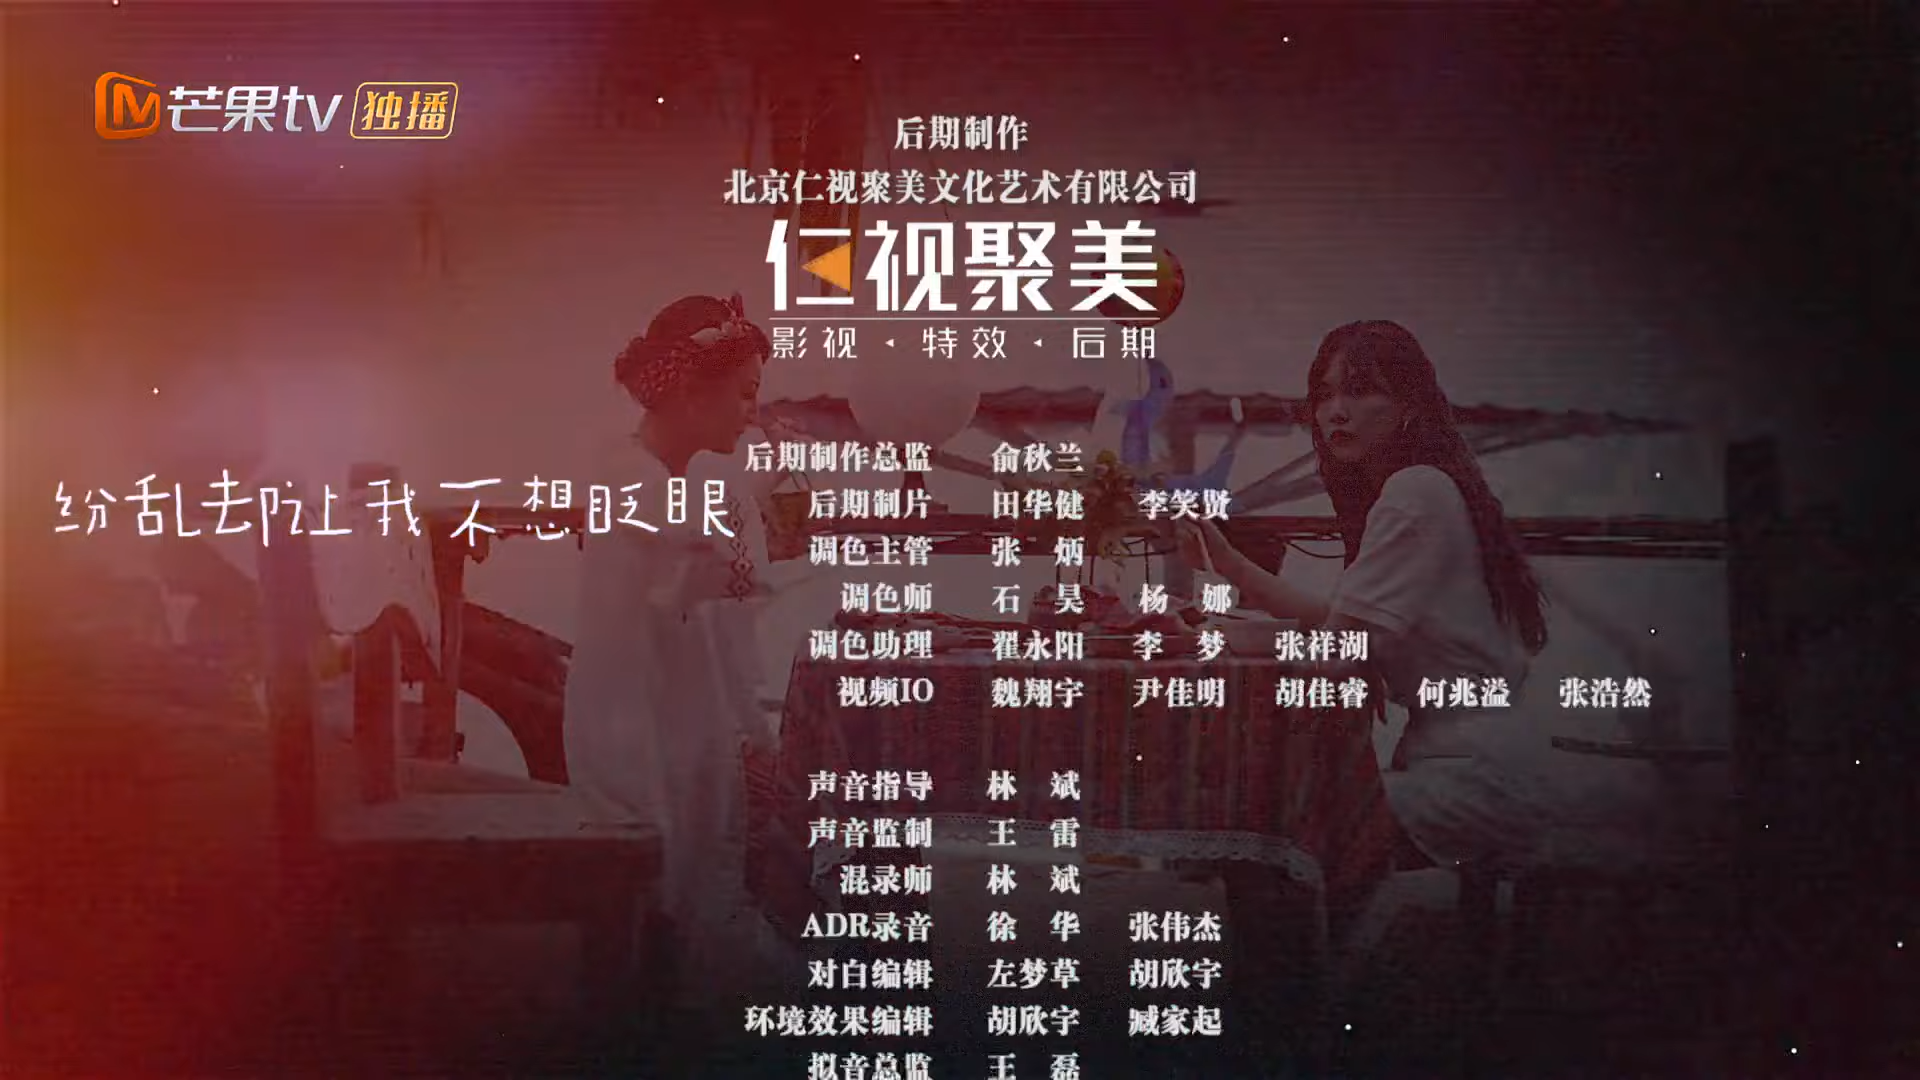 芒果tv 独播
后期制作
北京仁视聚美文化艺术有限公司
仁视聚美
影视·特效·后期
后期制作总监 俞秋兰
后期制片 田华健 李笑贤
纷乱去阻止我不想眨眼
调色主管 张 炳
调色师 石 昊 杨 娜
调色助理 翟永阳 李 梦 张祥湖
视频IO 魏翔宇 尹佳明 胡佳睿 何兆溢 张浩然
声音指导 林 斌
声音监制 王 雷
混录师 林 斌
ADR录音 徐 华 张伟杰
对白编辑 左梦草 胡欣宇
环境效果编辑 胡欣宇 臧家起
拟音总监 王 磊